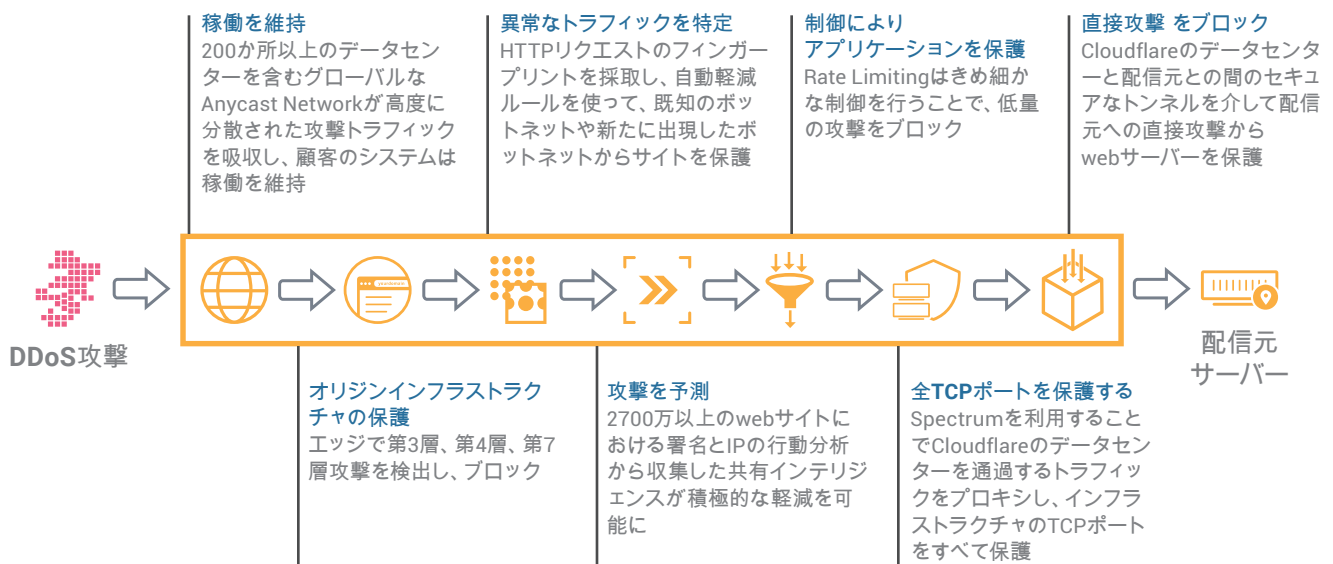 稼働を維持
200か所以上のデータセン
ターを含むグローバルな
Anycast Networkが高度に
分散された攻撃トラフィック
を吸収し、顧客のシステムは
稼働を維持
異常なトラフィックを特定
HTTPリクエストのフィンガー
プリントを採取し、自動軽減
ルールを使って、既知のボッ
トネットや新たに出現したボ
ットネットからサイトを保護
制御により
アプリケーションを保護
Rate Limitingはきめ細か
な制御を行うことで、低量
の攻撃をブロック
直接攻撃 をブロック
Cloudflareのデータセンタ
ーと配信元との間のセキュ
アなトンネルを介して配信
元への直接攻撃から
webサーバーを保護
DDoS攻撃
配信元
サーバー
オリジンインフラストラク
チャの保護
エッジで第3層、第4層、第7
層攻撃を検出し、ブロック
攻撃を予測
2700万以上のwebサイトに
おける署名とIPの行動分析
から収集した共有インテリジ
ェンスが積極的な軽減を可
能に
全TCPポートを保護する
Spectrumを利用すること
でCloudflareのデータセン
ターを通過するトラフィッ
クをプロキシし、インフラ
ストラクチャのTCPポート
をすべて保護